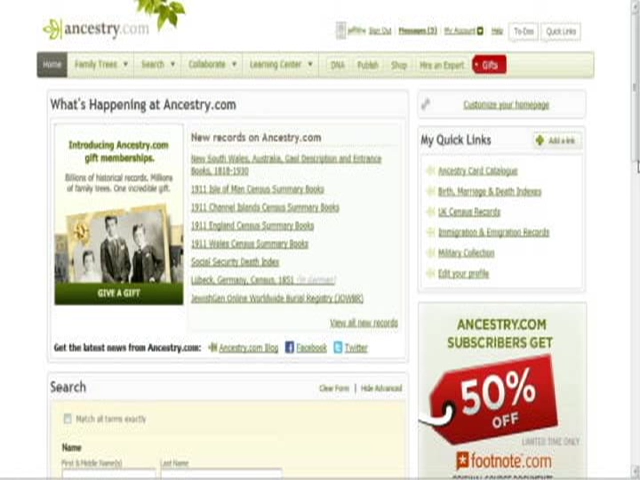 ancestry.com
Sign Out Messages (3) My Account Help To-Dos Quick Links
Home Family Trees Search Collaborate Learning Center DNA Publish Shop Hire an Expert Gifts
What's Happening at Ancestry.com
Introducing Ancestry.com
gift memberships.
Billions of historical records. Millions
of family trees. One incredible gift.
GIVE A GIFT
New records on Ancestry.com
New South Wales, Australia, Gaol Description and Entrance
Books, 1818-1930
1911 Isle of Man Census Summary Books
1911 Channel Islands Census Summary Books
1911 England Census Summary Books
1911 Wales Census Summary Books
Social Security Death Index
Lübeck, Germany, Census, 1851 (in German)
JewishGen Online Worldwide Burial Registry (JOWBR)
View all new records
Get the latest news from Ancestry.com: Ancestry.com Blog Facebook Twitter
Search
Clear Form | Hide Advanced
Match all terms exactly
Name
First & Middle Name(s) Last Name
Customize your homepage
My Quick Links
Add a link
Ancestry Card Catalogue
Birth, Marriage & Death Indexes
UK Census Records
Immigration & Emigration Records
Military Collection
Edit your profile
ANCESTRY.COM
SUBSCRIBERS GET
50%
OFF
LIMITED TIME ONLY
footnote.com